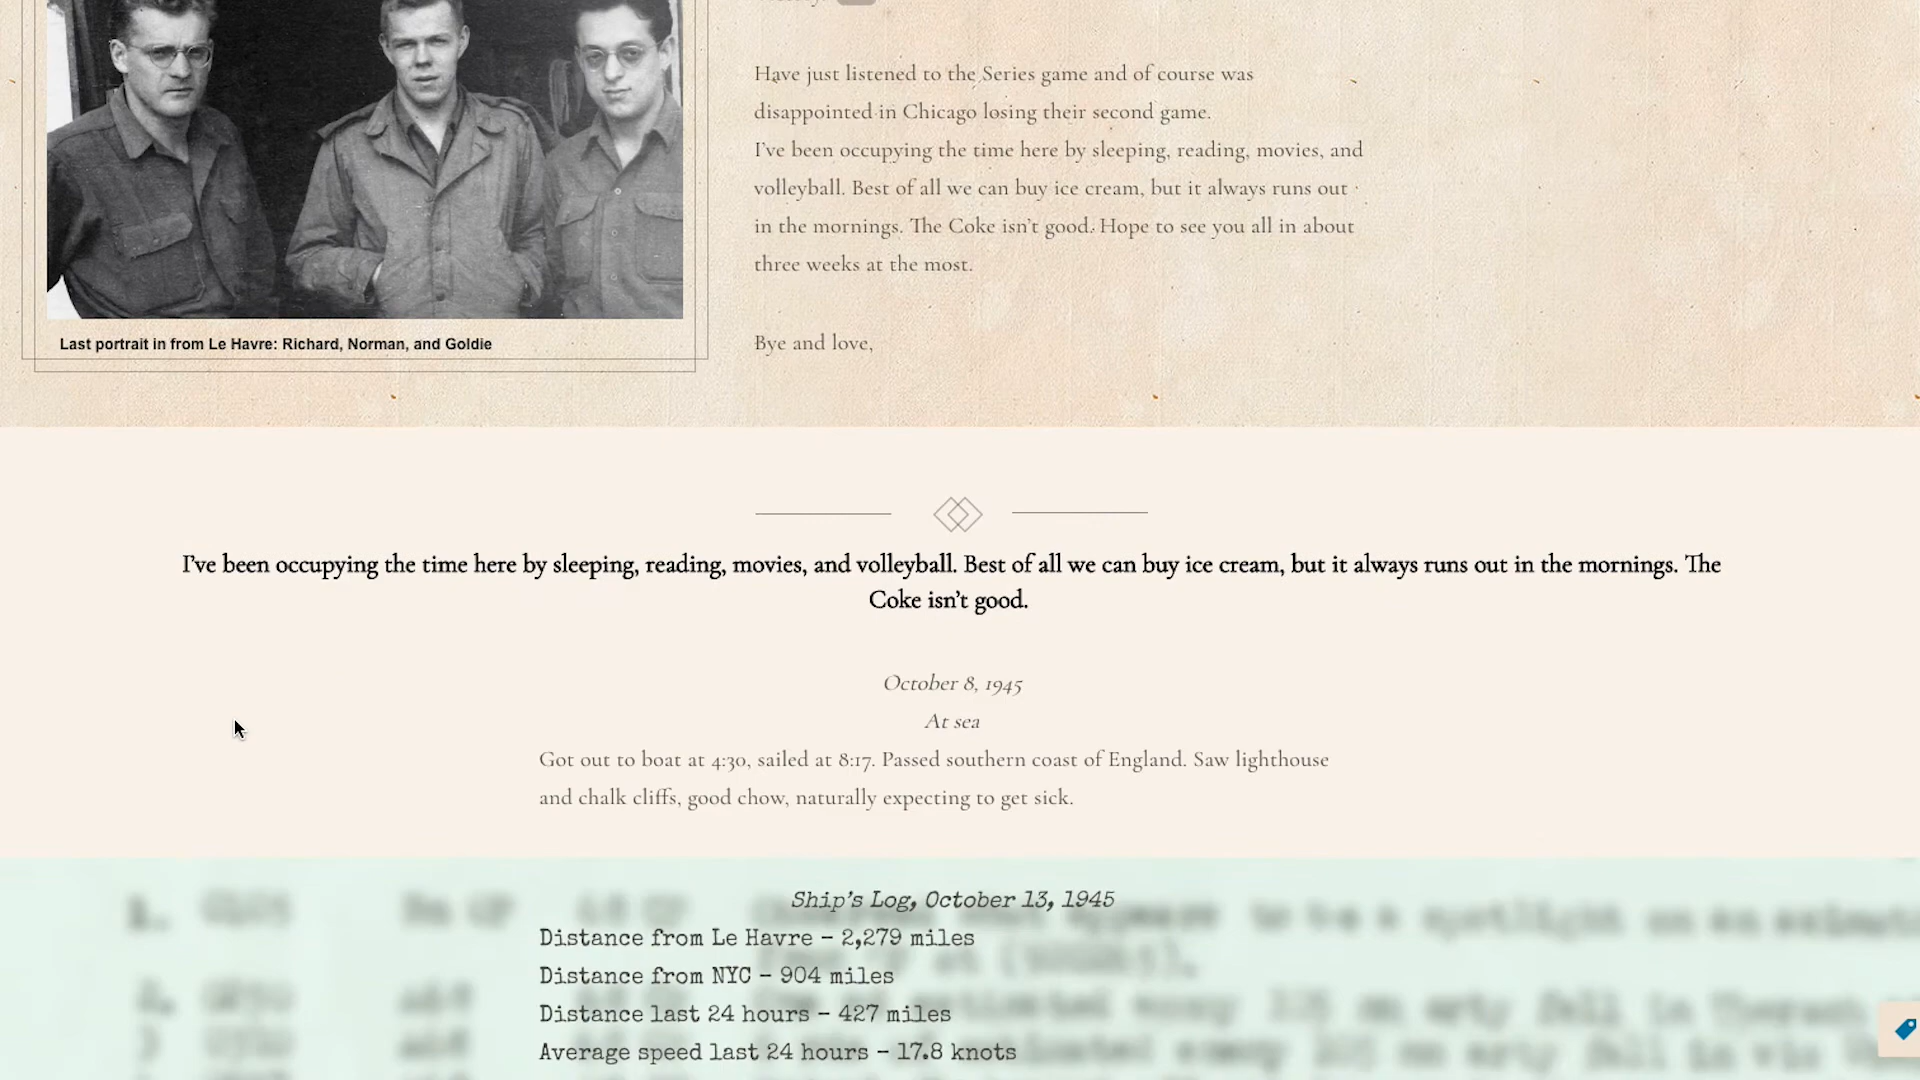 Have just listened to the Series game and of course was
disappointed in Chicago losing their second game.
I've been occupying the time here by sleeping, reading, movies, and
volleyball. Best of all we can buy ice cream, but it always runs out
in the mornings. The Coke isn't good. Hope to see you all in about
three weeks at the most.
Bye and love,
Last portrait in from Le Havre: Richard, Norman, and Goldie
I've been occupying the time here by sleeping, reading, movies, and volleyball. Best of all we can buy ice cream, but it always runs out in the mornings. The
Coke isn't good.
October 8, 1945
At sea
Got out to boat at 4:30, sailed at 8:17. Passed southern coast of England. Saw lighthouse
and chalk cliffs, good chow, naturally expecting to get sick.
Ship's Log, October 13, 1945
Distance from Le Havre – 2,279 miles
Distance from NYC – 904 miles
Distance last 24 hours – 427 miles
Average speed last 24 hours – 17.8 knots